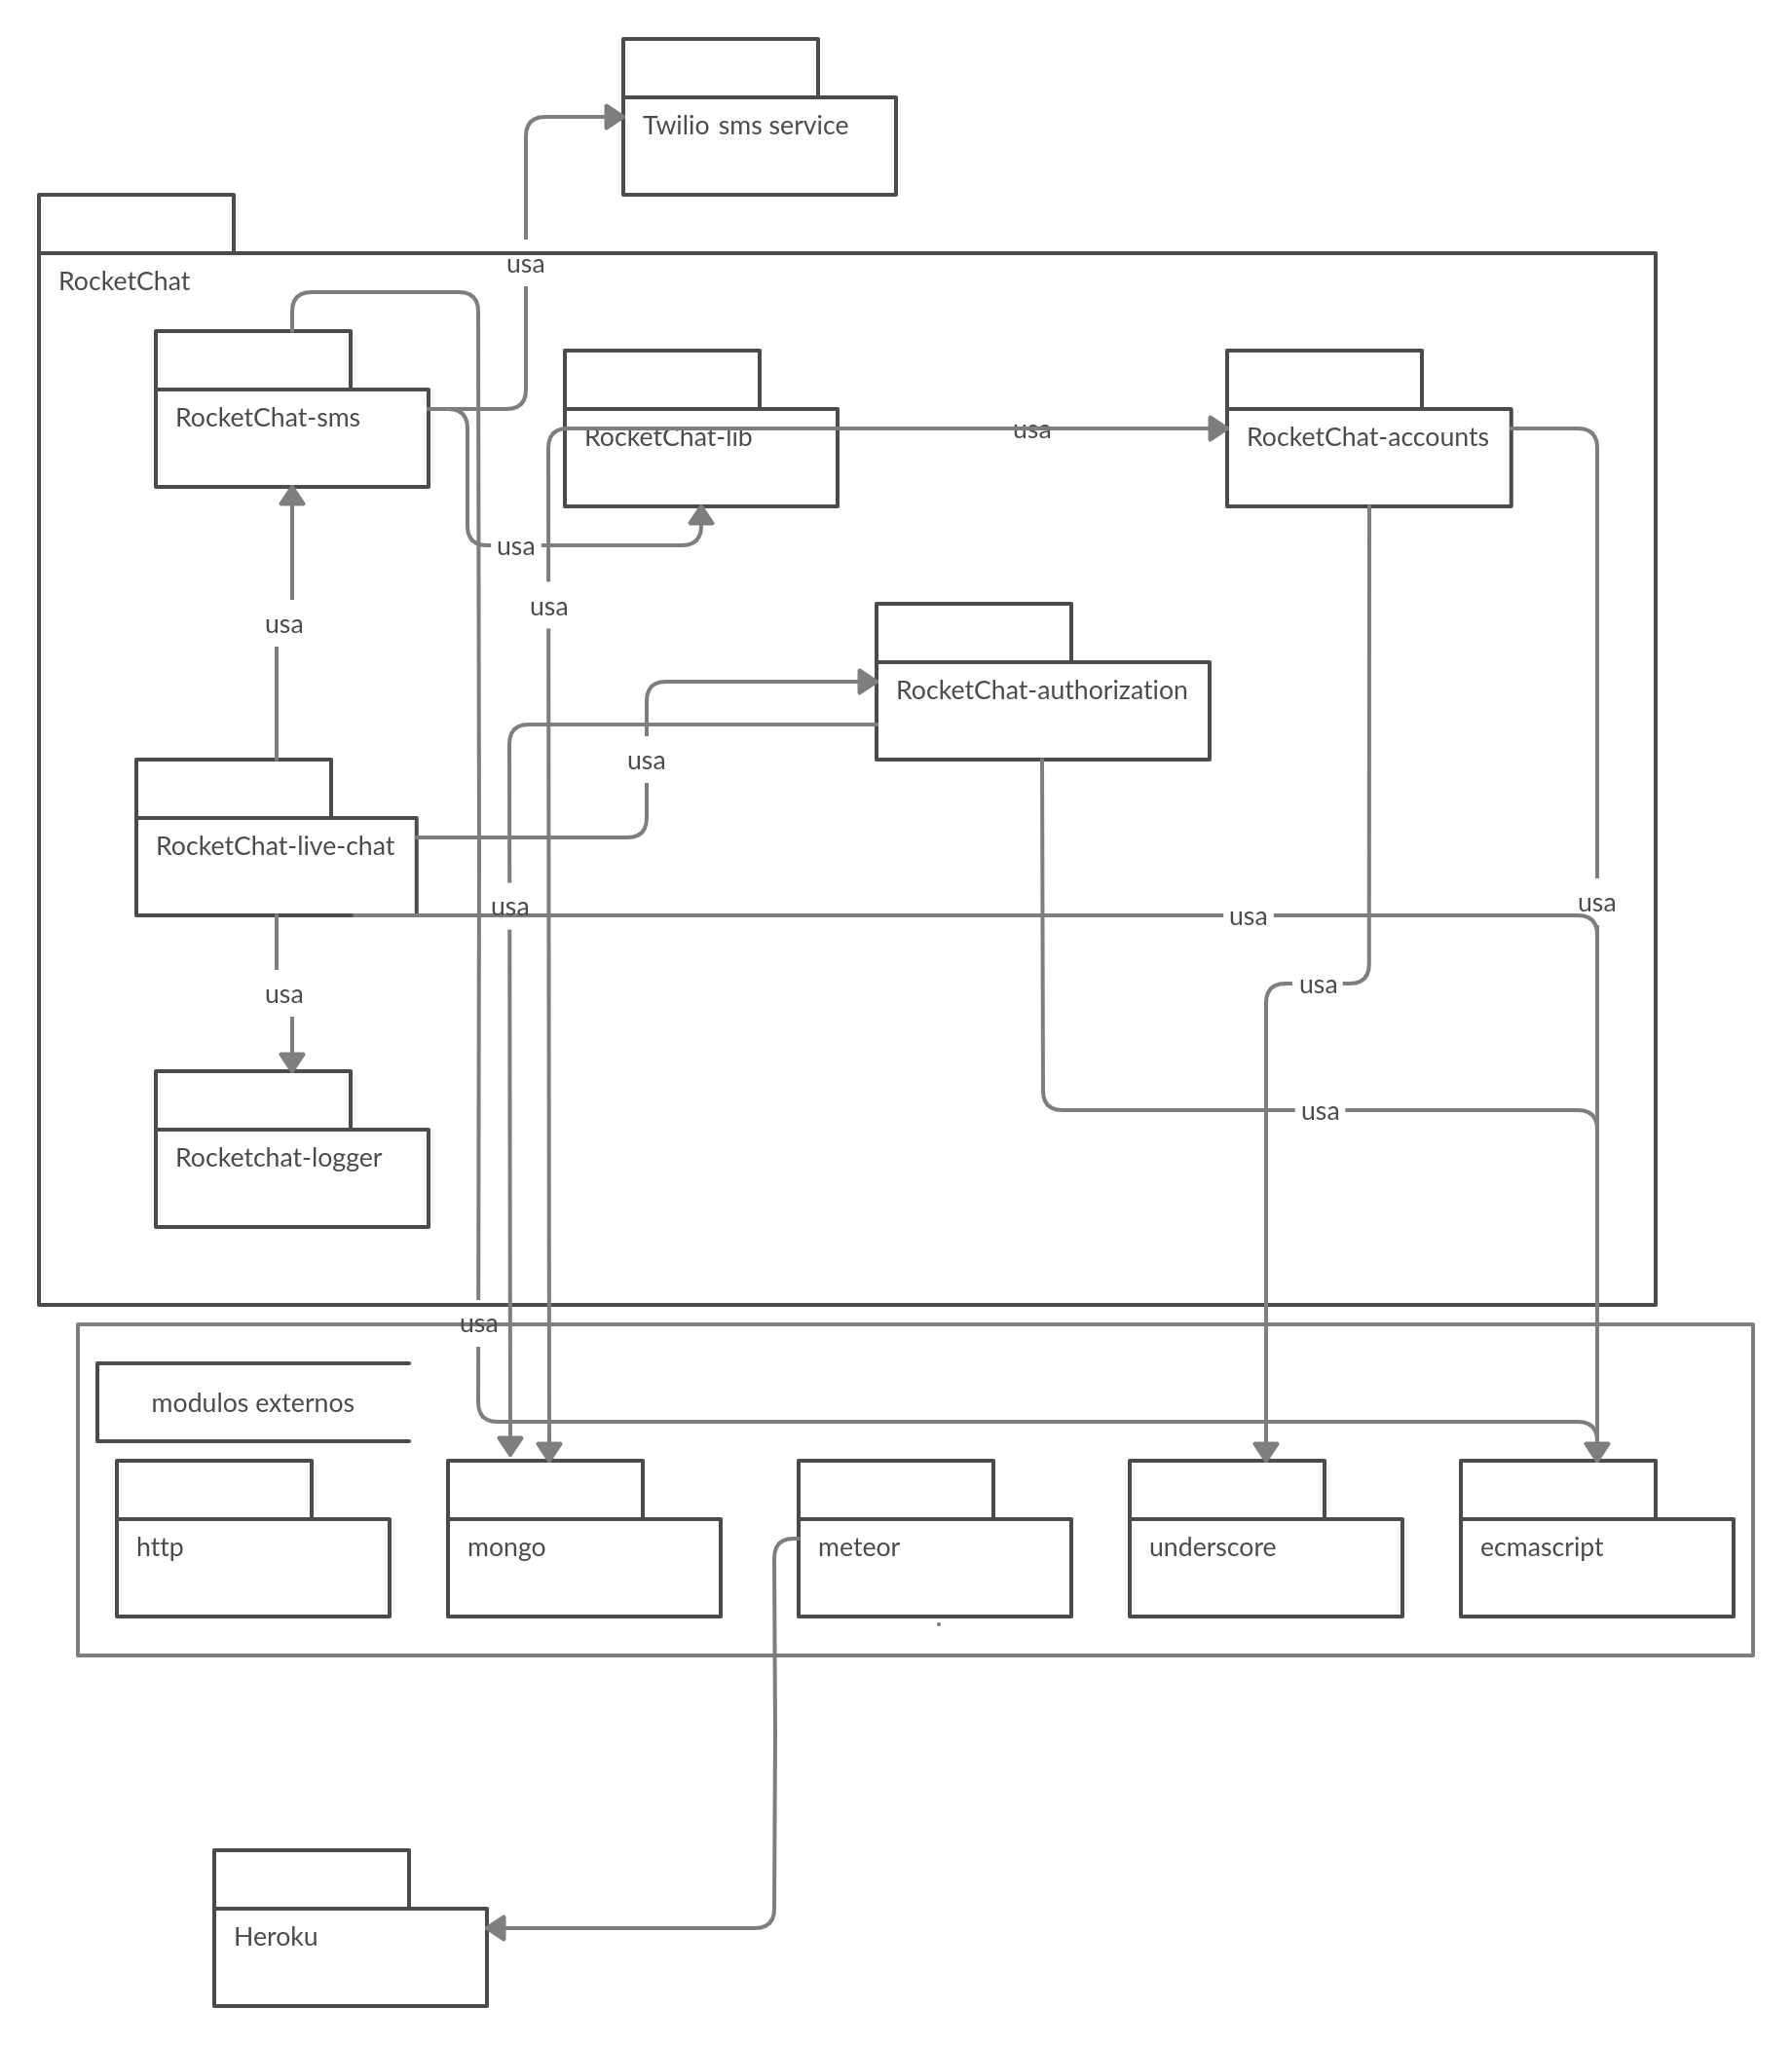 Twilio sms service
usa
RocketChat
RocketChat-sms
RocketChat-lib
usa
RocketChat-accounts
usa
usa
usa
RocketChat-authorization
usa
RocketChat-live-chat
usa
usa
usa
usa
usa
usa
Rocketchat-logger
usa
modulos externos
http
mongo
meteor
underscore
ecmascript
Heroku